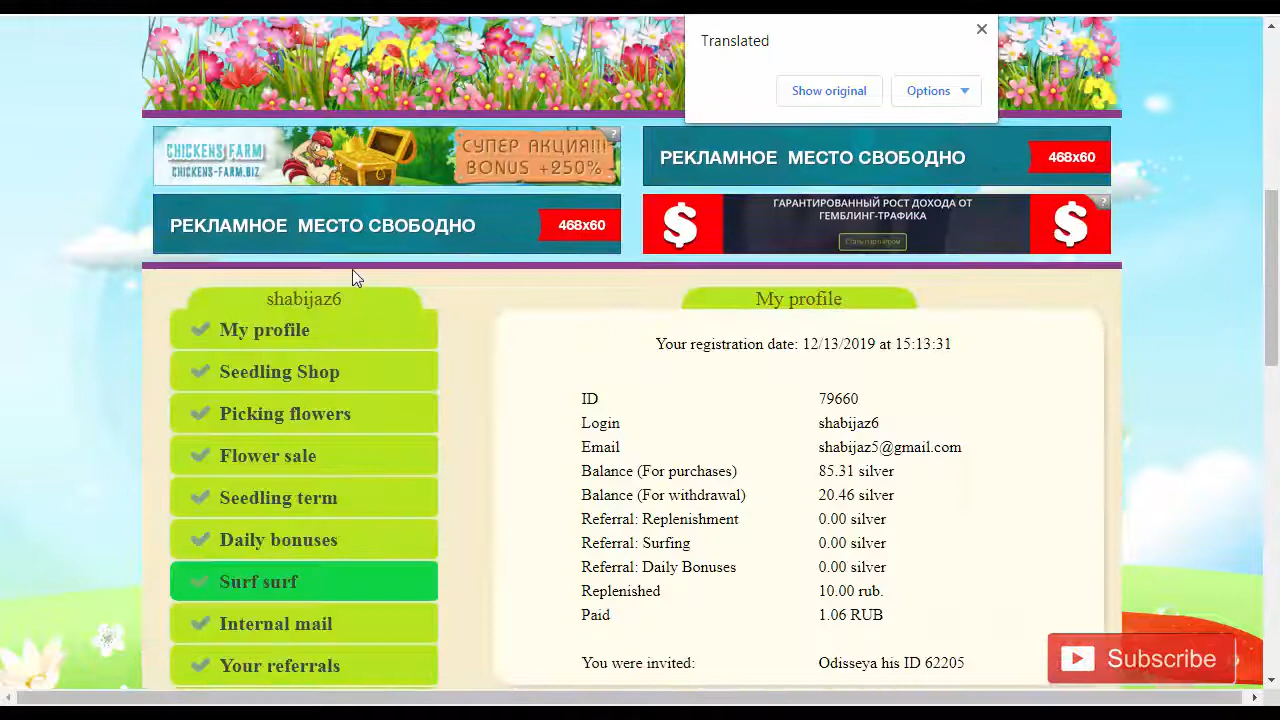 Translated
Show original
Options
CHICKENS FARM
CHICKENS-FARM.BIZ
СУПЕР АКЦИЯ!!!
BONUS +250%
?
РЕКЛАМНОЕ МЕСТО СВОБОДНО
468x60
РЕКЛАМНОЕ МЕСТО СВОБОДНО
468x60
$
ГАРАНТИРОВАННЫЙ РОСТ ДОХОДА ОТ
ГЕМБЛИНГ-ТРАФИКА
Стать партнером
$
?
shabijaz6
My profile
Seedling Shop
Picking flowers
Flower sale
Seedling term
Daily bonuses
Surf surf
Internal mail
Your referrals
My profile
Your registration date: 12/13/2019 at 15:13:31
ID 79660
Login shabijaz6
Email shabijaz5@gmail.com
Balance (For purchases) 85.31 silver
Balance (For withdrawal) 20.46 silver
Referral: Replenishment 0.00 silver
Referral: Surfing 0.00 silver
Referral: Daily Bonuses 0.00 silver
Replenished 10.00 rub.
Paid 1.06 RUB
You were invited: Odisseya his ID 62205
Subscribe